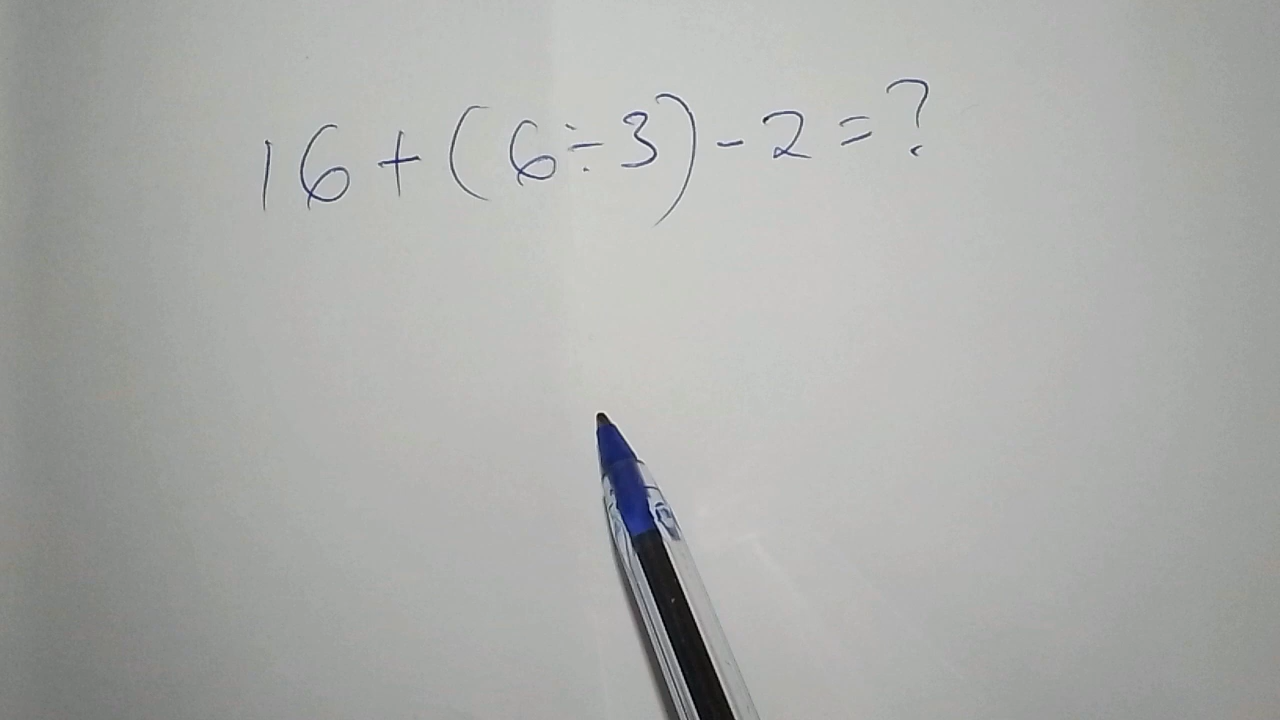 16 + (6 ÷ 3) - 2 = ?